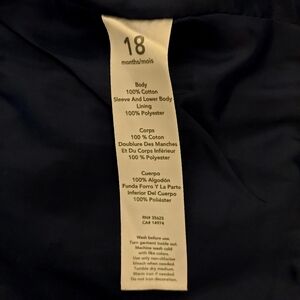 18
months/mois
Body
100% Cotton
Sleeve And Lower Body
Lining
100% Polyester
Corps
100 % Coton
Doublure Des Manches
Et Du Corps Inférieur
100 % Polyester
Cuerpo
100% Algodón
Funda Forro Y La Parte
Inferior Del Cuerpo
100% Poliéster
RN# 35625
CA# 14974
Wash before use.
Turn garment inside out.
Machine wash cold
with like colors.
Use only non-chlorine
bleach when needed.
Tumble dry medium.
Warm iron if needed.
Do not iron decoration.